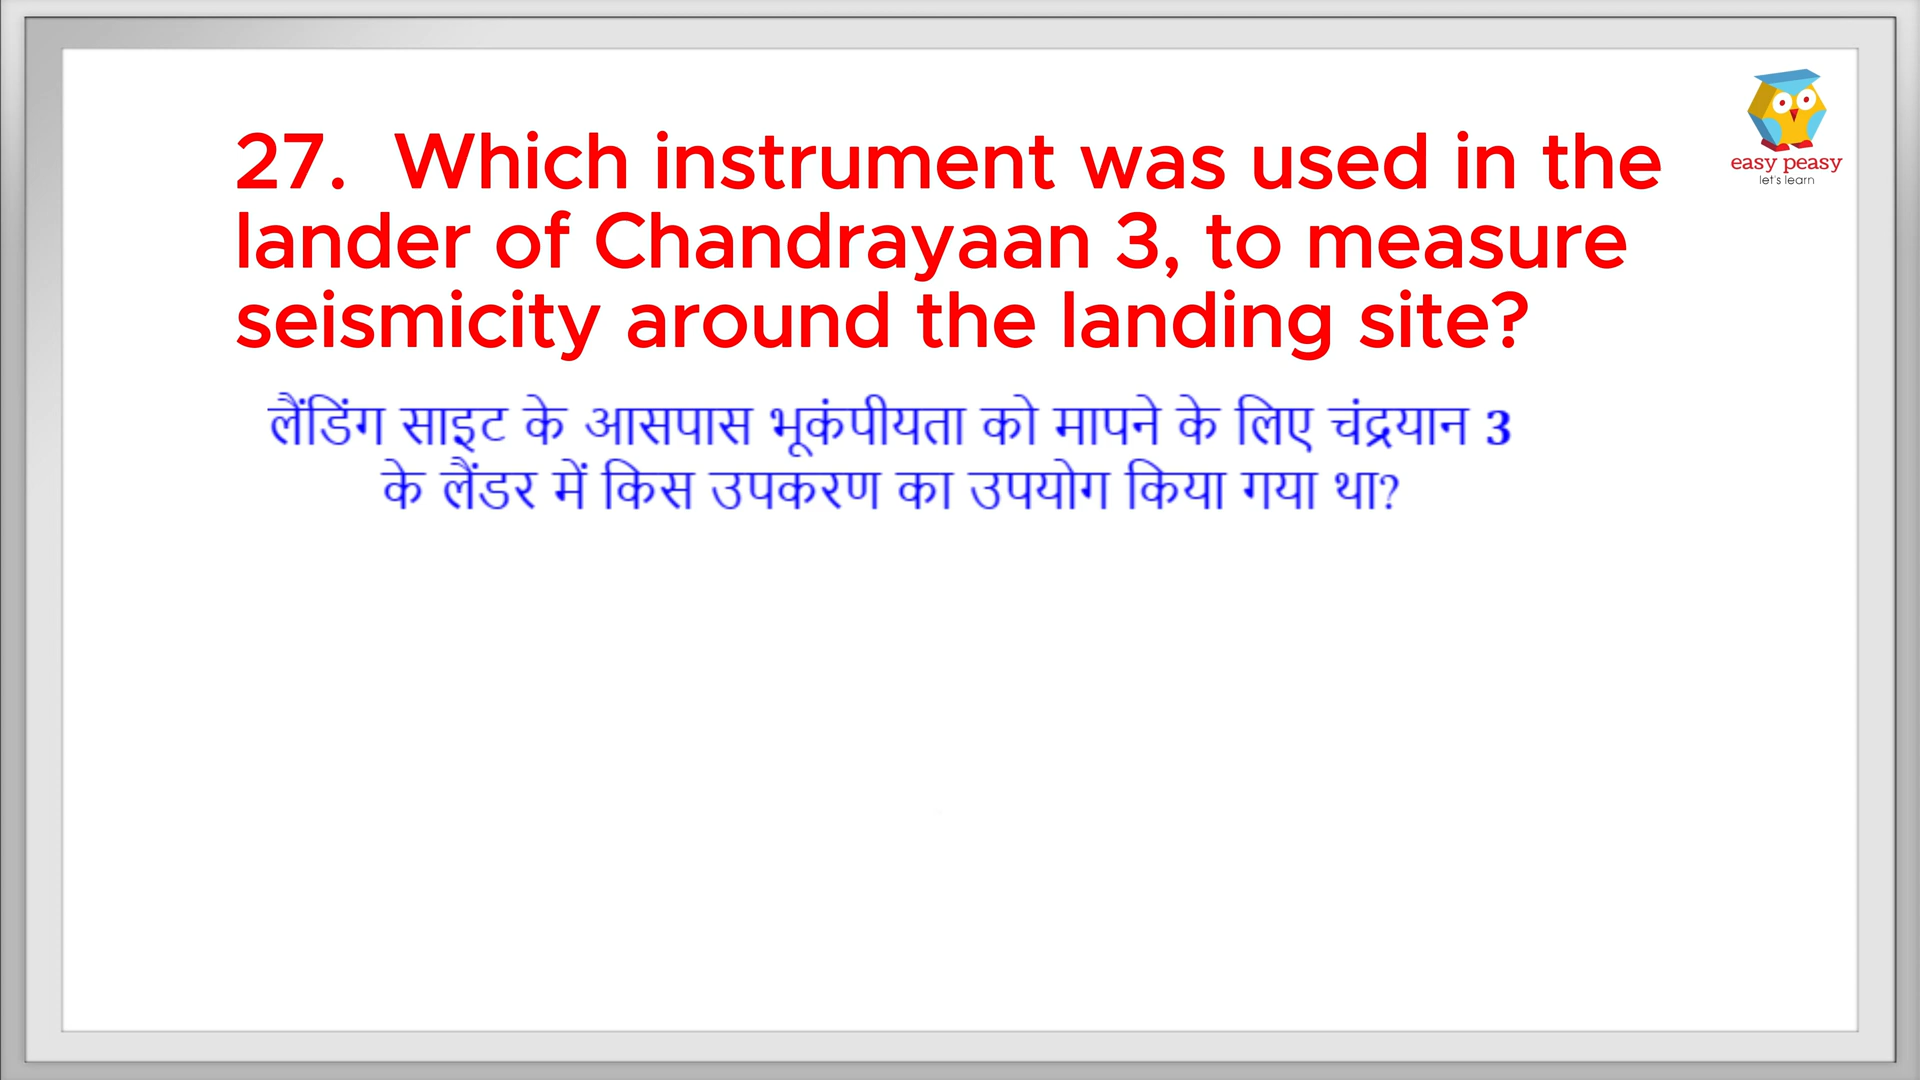 easy peasy
let's learn
27. Which instrument was used in the
lander of Chandrayaan 3, to measure
seismicity around the landing site?
लैंडिंग साइट के आसपास भूकंपीयता को मापने के लिए चंद्रयान 3
के लैंडर में किस उपकरण का उपयोग किया गया था?